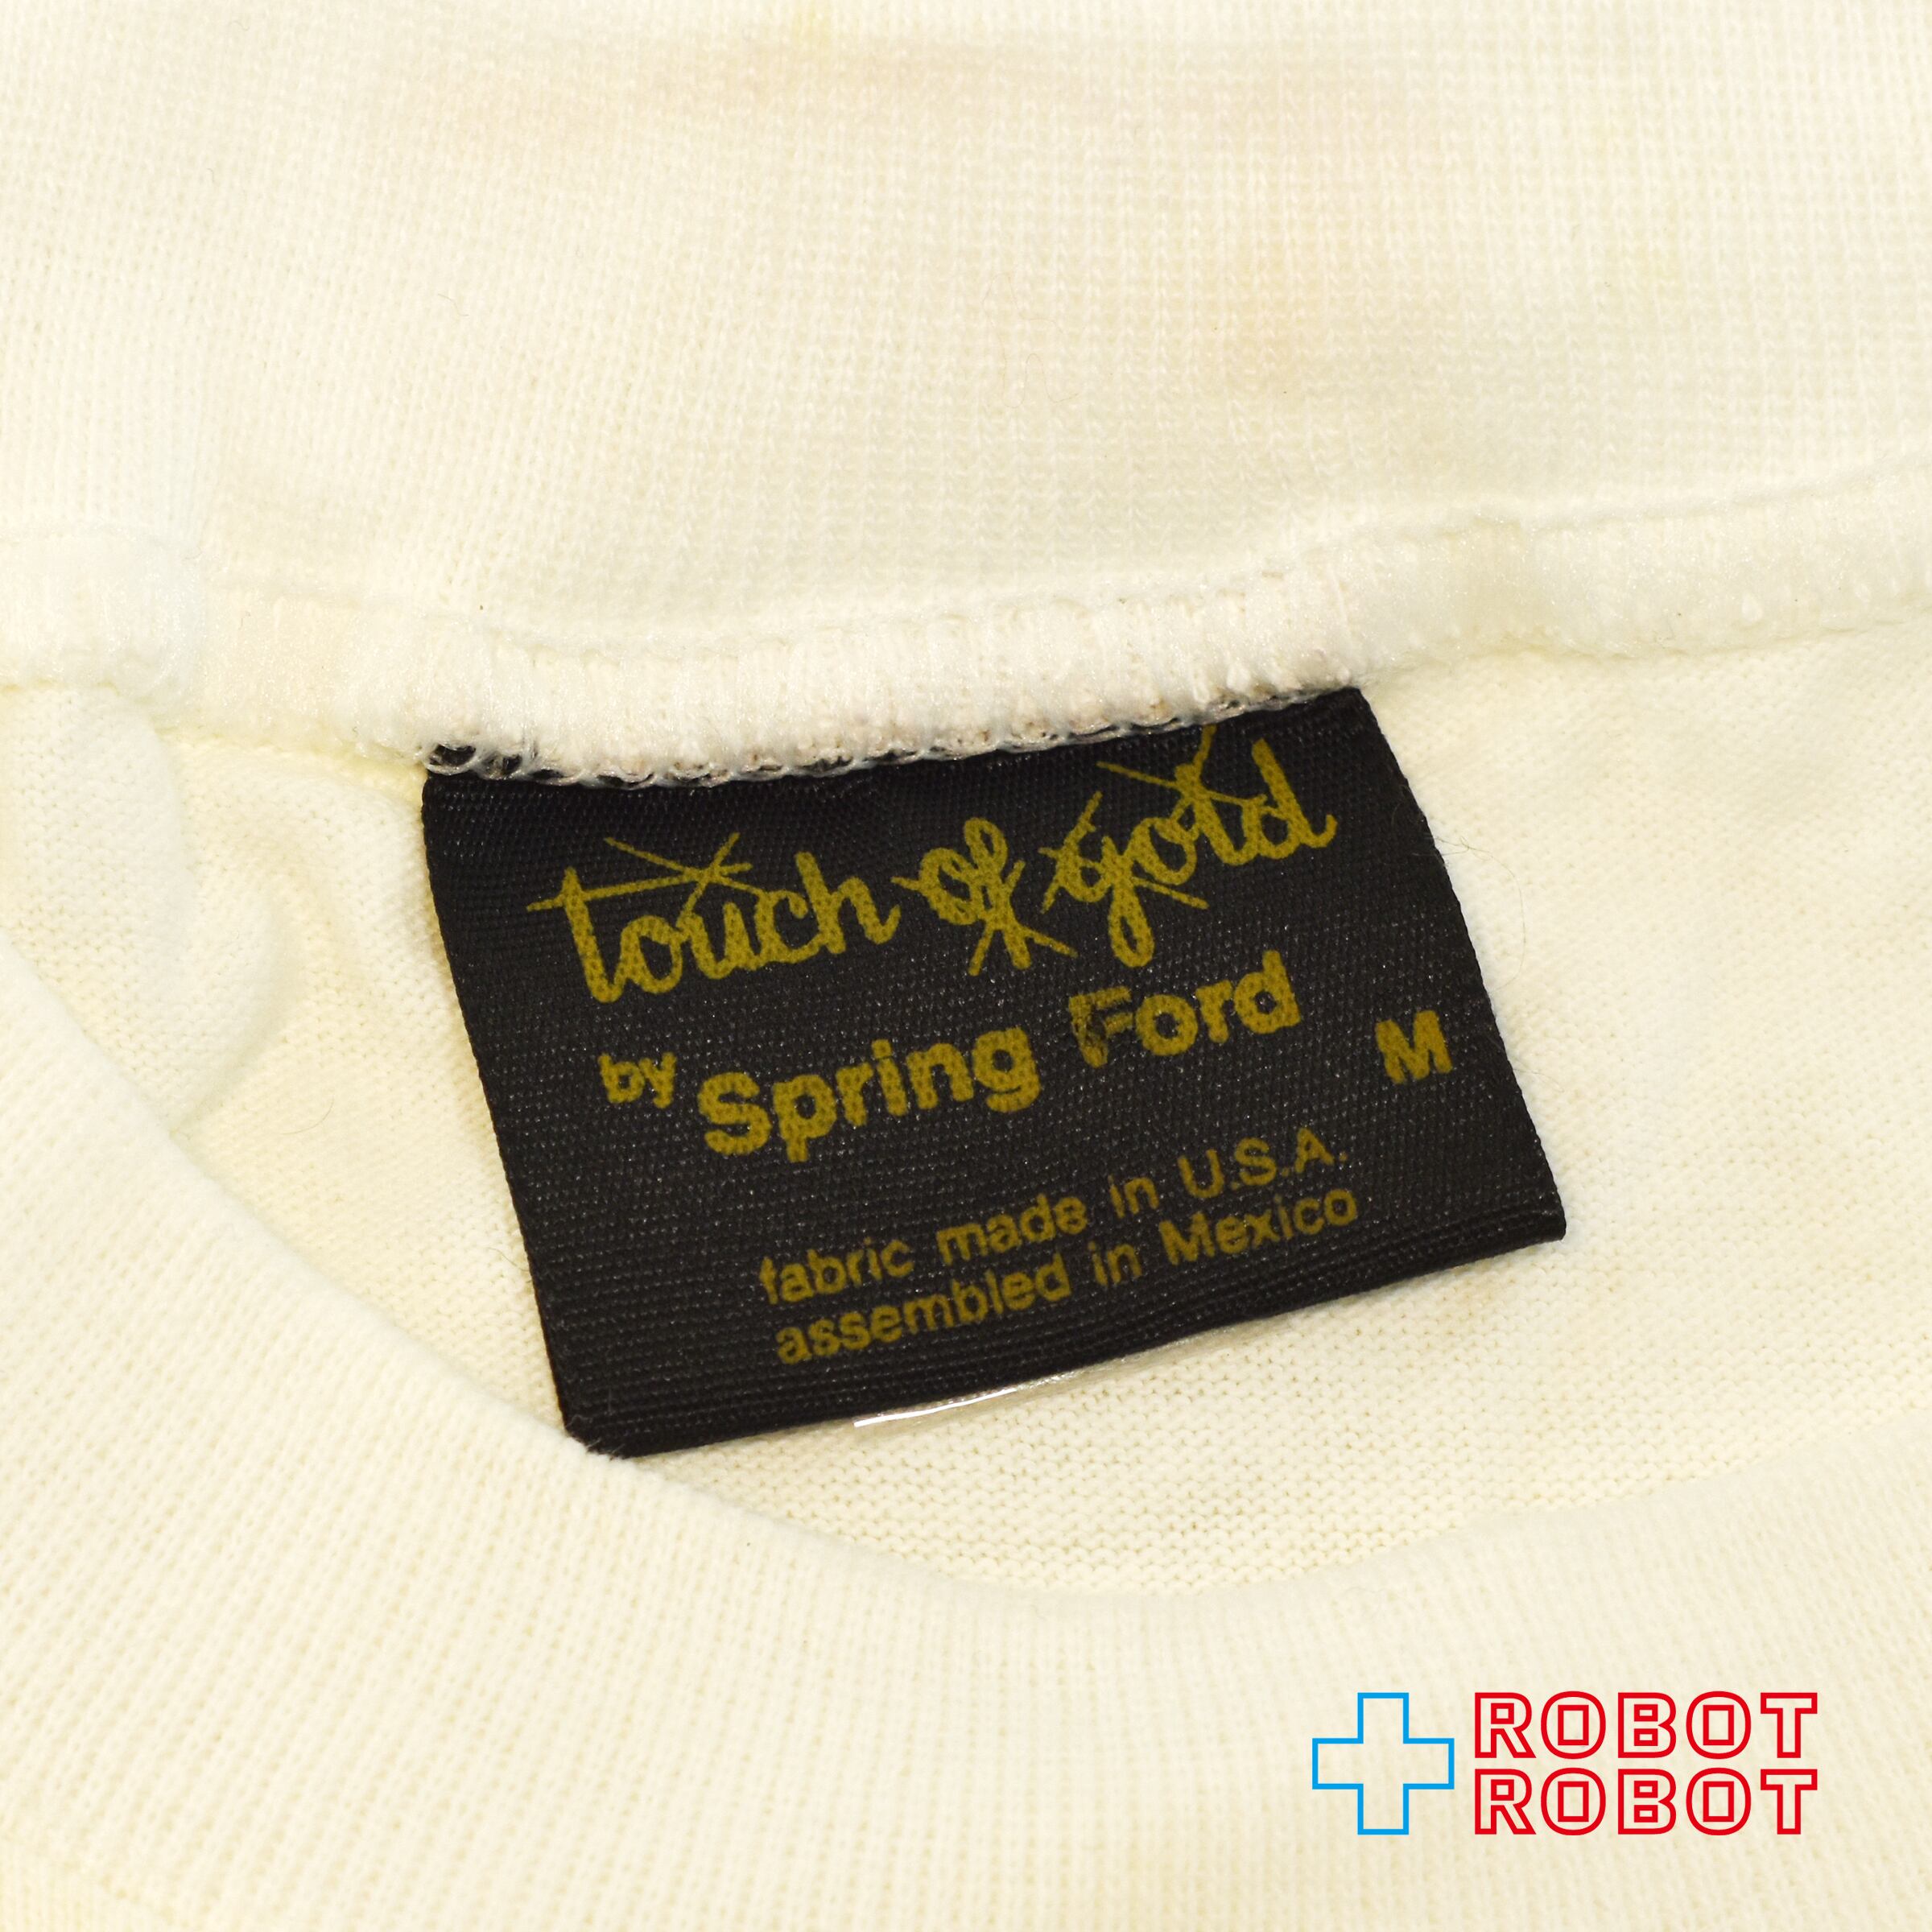 touch of gold
by Spring Ford
M
fabric made in U.S.A.
assembled in Mexico
ROBOT
ROBOT